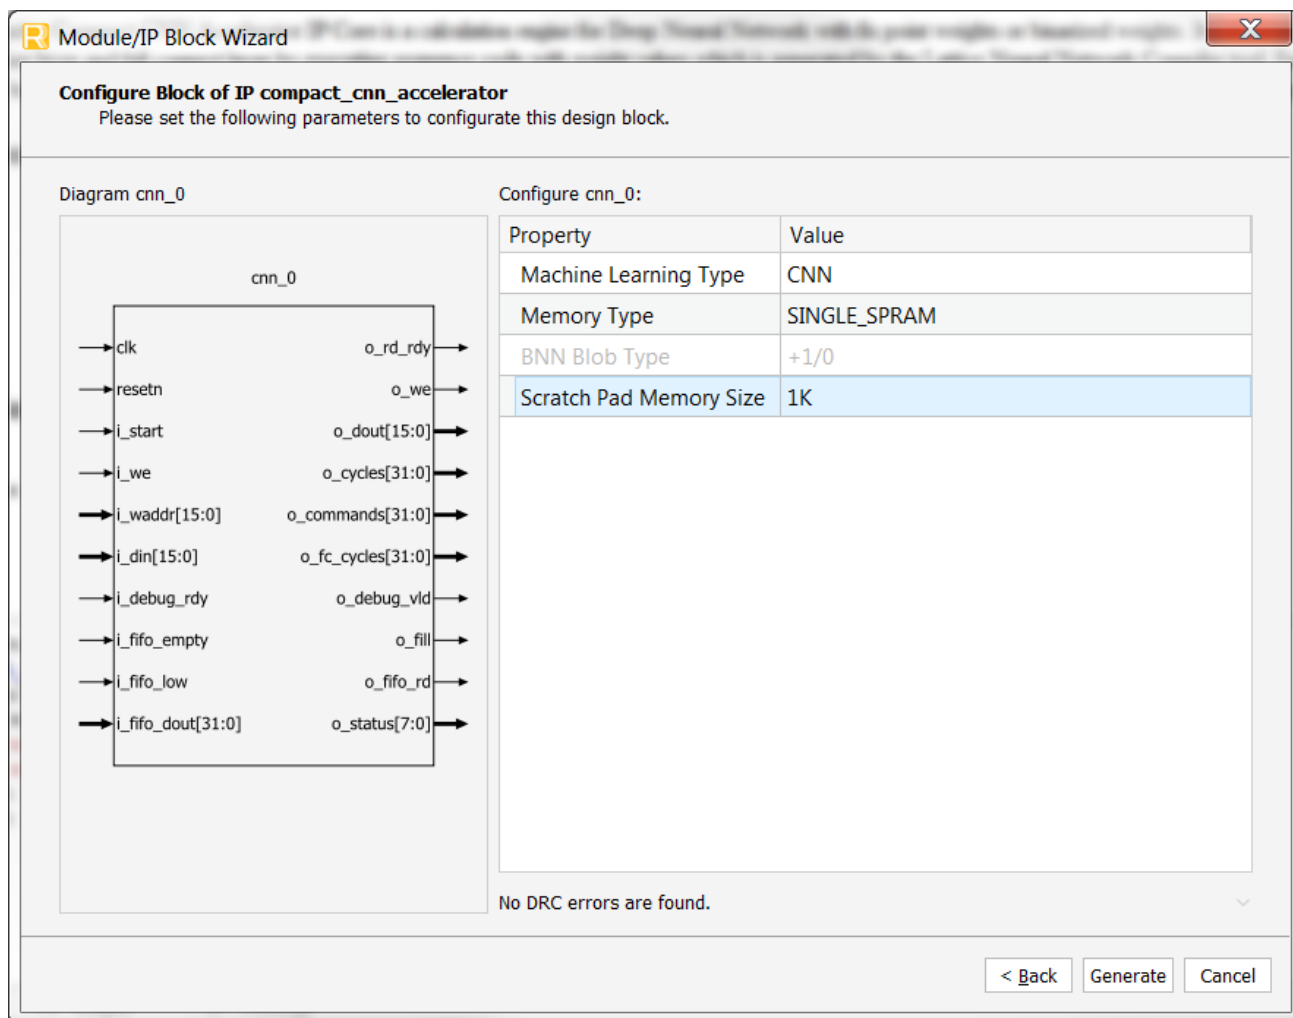 Module/IP Block Wizard
X
Configure Block of IP compact_cnn_accelerator
Please set the following parameters to configurate this design block.
Diagram cnn_0
cnn_0
clk
resetn
i_start
i_we
i_waddr[15:0]
i_din[15:0]
i_debug_rdy
i_fifo_empty
i_fifo_low
i_fifo_dout[31:0]
o_rd_rdy
o_we
o_dout[15:0]
o_cycles[31:0]
o_commands[31:0]
o_fc_cycles[31:0]
o_debug_vld
o_fill
o_fifo_rd
o_status[7:0]
Configure cnn_0:
Property Value
Machine Learning Type CNN
Memory Type SINGLE_SPRAM
BNN Blob Type +1/0
Scratch Pad Memory Size 1K
No DRC errors are found.
< Back Generate Cancel